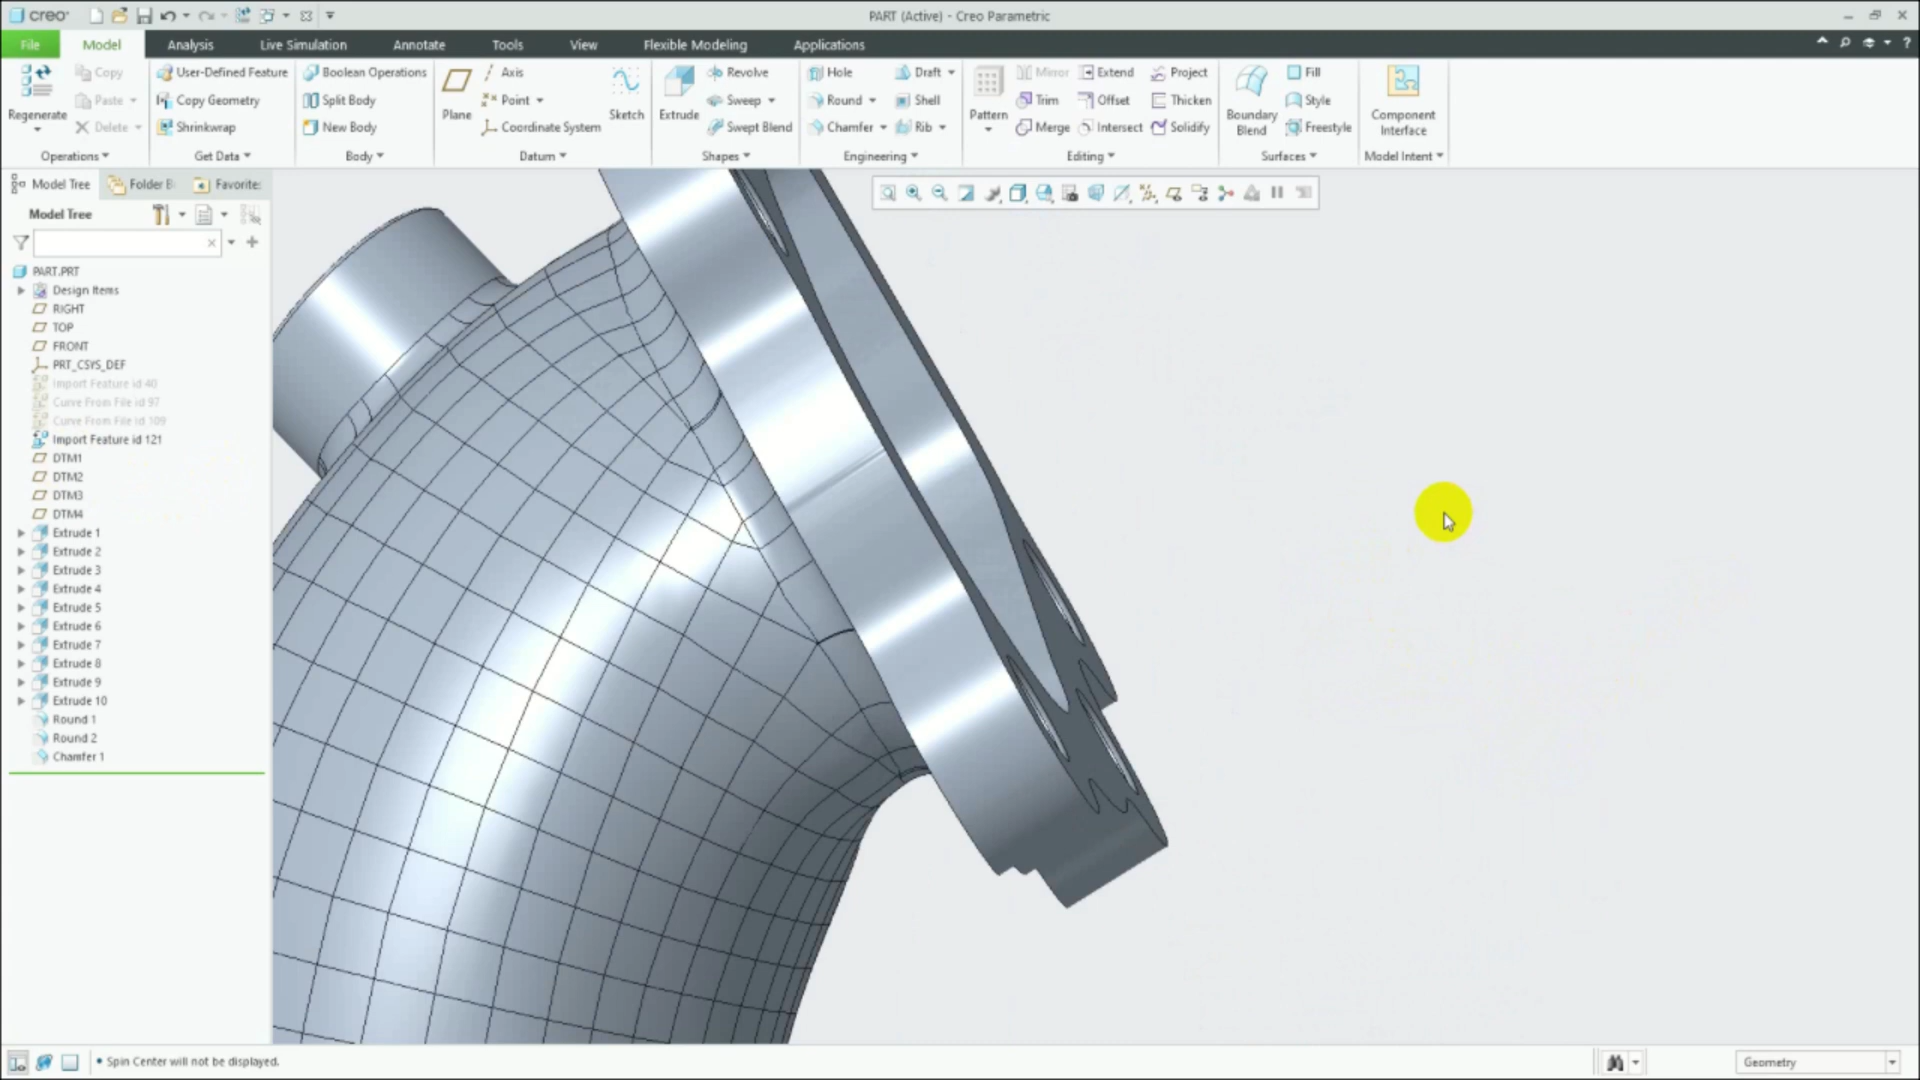 creo
PART (Active) - Creo Parametric
File Model Analysis Live Simulation Annotate Tools View Flexible Modeling Applications
Regenerate
Copy
Paste
Delete
Operations
User-Defined Feature
Copy Geometry
Shrinkwrap
Get Data
Boolean Operations
Split Body
New Body
Body
Plane
Axis
Point
Coordinate System
Sketch
Datum
Extrude
Revolve
Sweep
Swept Blend
Shapes
Hole
Round
Chamfer
Draft
Shell
Rib
Engineering
Pattern
Mirror
Trim
Merge
Extend
Offset
Intersect
Project
Thicken
Solidify
Editing
Boundary
Blend
Fill
Style
Freestyle
Surfaces
Component
Interface
Model Intent
Model Tree
Folder B
Favorite:
Model Tree
PART.PRT
Design Items
RIGHT
TOP
FRONT
PRT_CSYS_DEF
Import Feature id 40
Curve From File id 97
Curve From File id 109
Import Feature id 121
DTM1
DTM2
DTM3
DTM4
Extrude 1
Extrude 2
Extrude 3
Extrude 4
Extrude 5
Extrude 6
Extrude 7
Extrude 8
Extrude 9
Extrude 10
Round 1
Round 2
Chamfer 1
• Spin Center will not be displayed.
Geometry